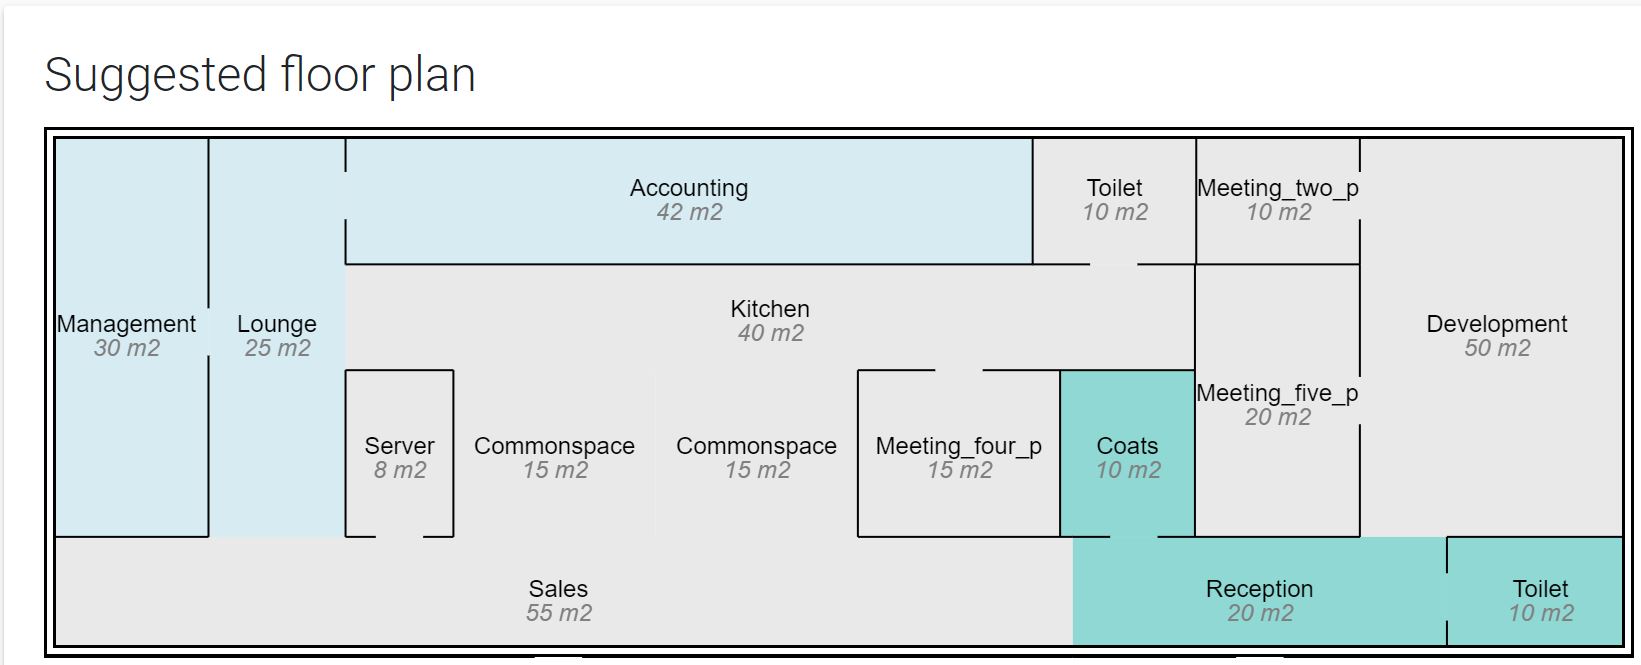 Suggested floor plan
Accounting
42 m2
Toilet
10 m2
Meeting_two_p
10 m2
Management
30 m2
Lounge
25 m2
Kitchen
40 m2
Development
50 m2
Meeting_five_p
20 m2
Server
8 m2
Commonspace
15 m2
Commonspace
15 m2
Meeting_four_p
15 m2
Coats
10 m2
Sales
55 m2
Reception
20 m2
Toilet
10 m2